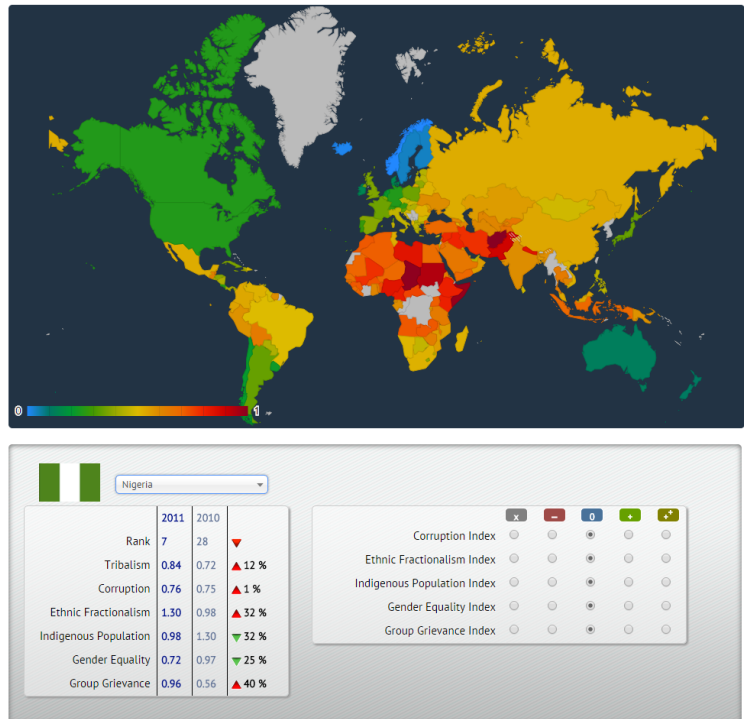 0 1
Nigeria
2011 2010
Rank 7 28
Tribalism 0.84 0.72 12 %
Corruption 0.76 0.75 1 %
Ethnic Fractionalism 1.30 0.98 32 %
Indigenous Population 0.98 1.30 32 %
Gender Equality 0.72 0.97 25 %
Group Grievance 0.96 0.56 40 %
x − 0 + ++
Corruption Index
Ethnic Fractionalism Index
Indigenous Population Index
Gender Equality Index
Group Grievance Index